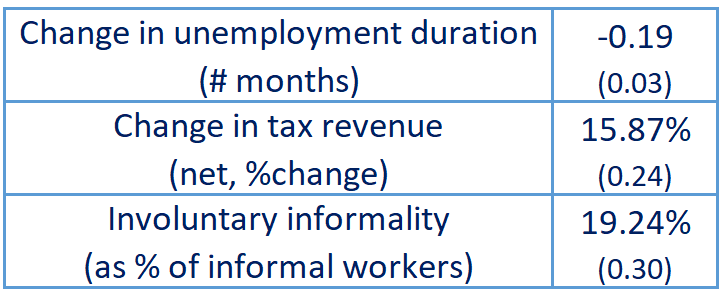 Change in unemployment duration
(# months)
-0.19
(0.03)
Change in tax revenue
(net, %change)
15.87%
(0.24)
Involuntary informality
(as % of informal workers)
19.24%
(0.30)